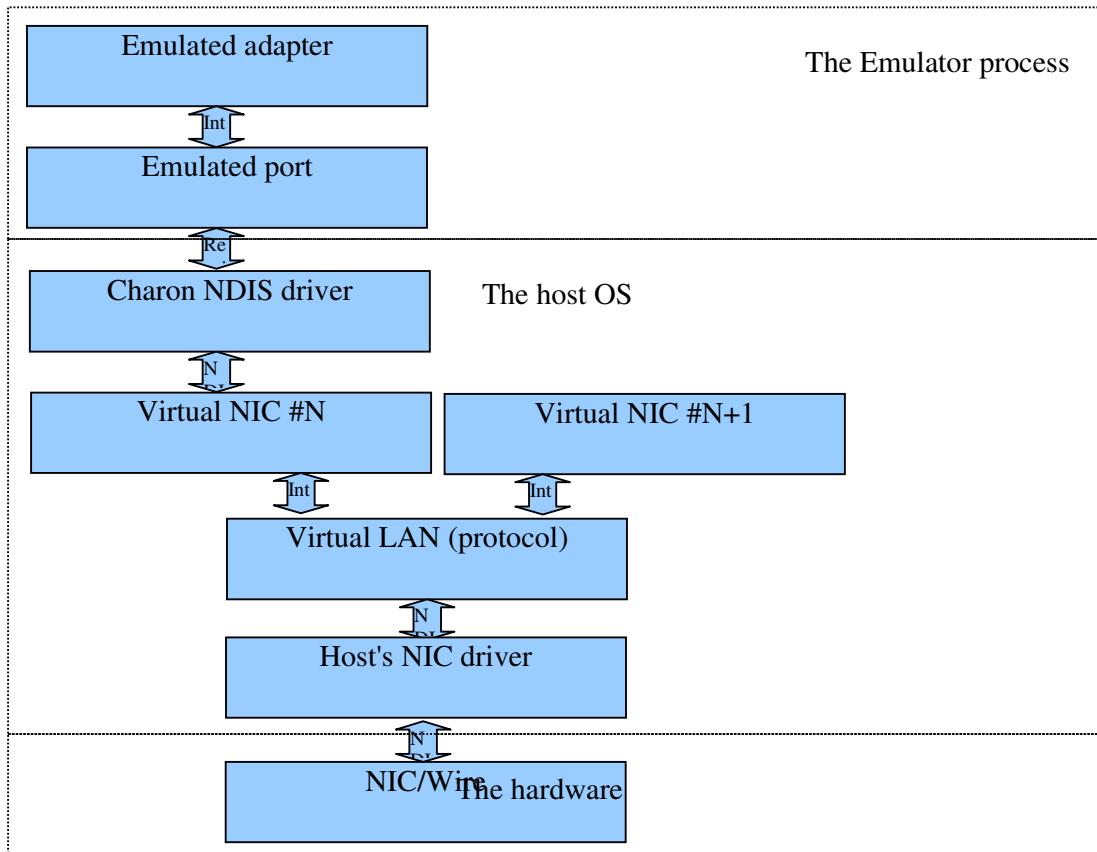 Emulated adapter
The Emulator process
Int
Emulated port
Re
Charon NDIS driver
The host OS
N
Virtual NIC #N
Virtual NIC #N+1
Int
Int
Virtual LAN (protocol)
N
Host's NIC driver
N
NIC/Wire
The hardware